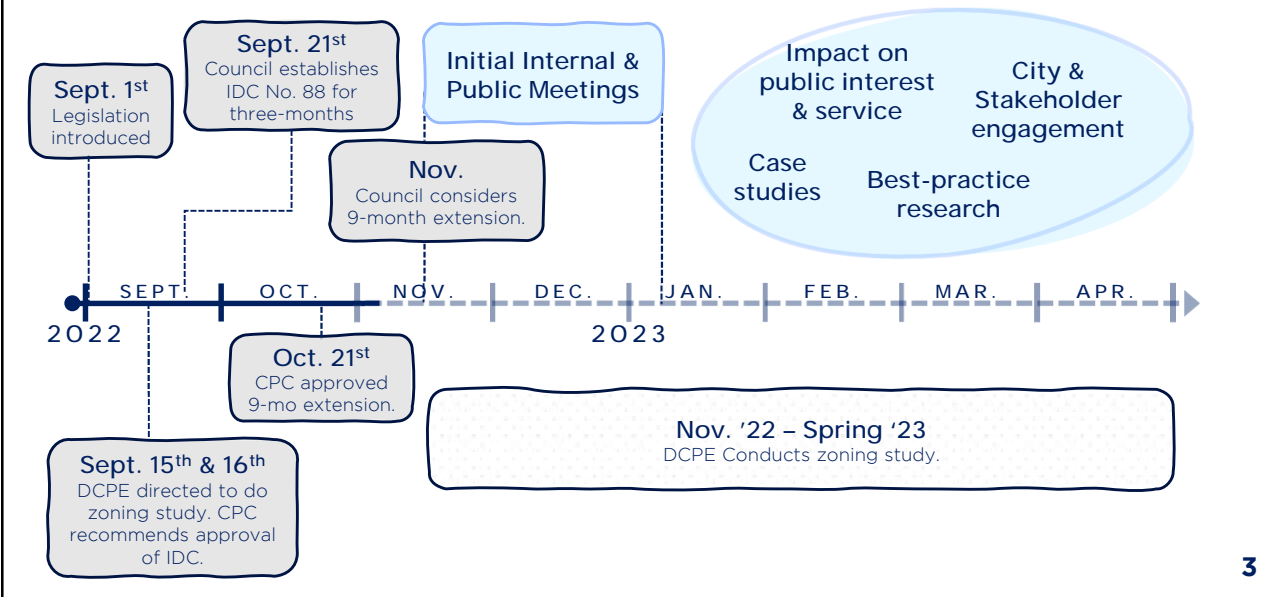 Sept. 1st
Legislation
introduced
Sept. 21st
Council establishes
IDC No. 88 for
three-months
Initial Internal &
Public Meetings
Nov.
Council considers
9-month extension.
Impact on
public interest
& service
City &
Stakeholder
engagement
Case
studies
Best-practice
research
SEPT. OCT. NOV. DEC. JAN. FEB. MAR. APR.
2022 2023
Oct. 21st
CPC approved
9-mo extension.
Sept. 15th & 16th
DCPE directed to do
zoning study. CPC
recommends approval
of IDC.
Nov. '22 – Spring ‘23
DCPE Conducts zoning study.
3